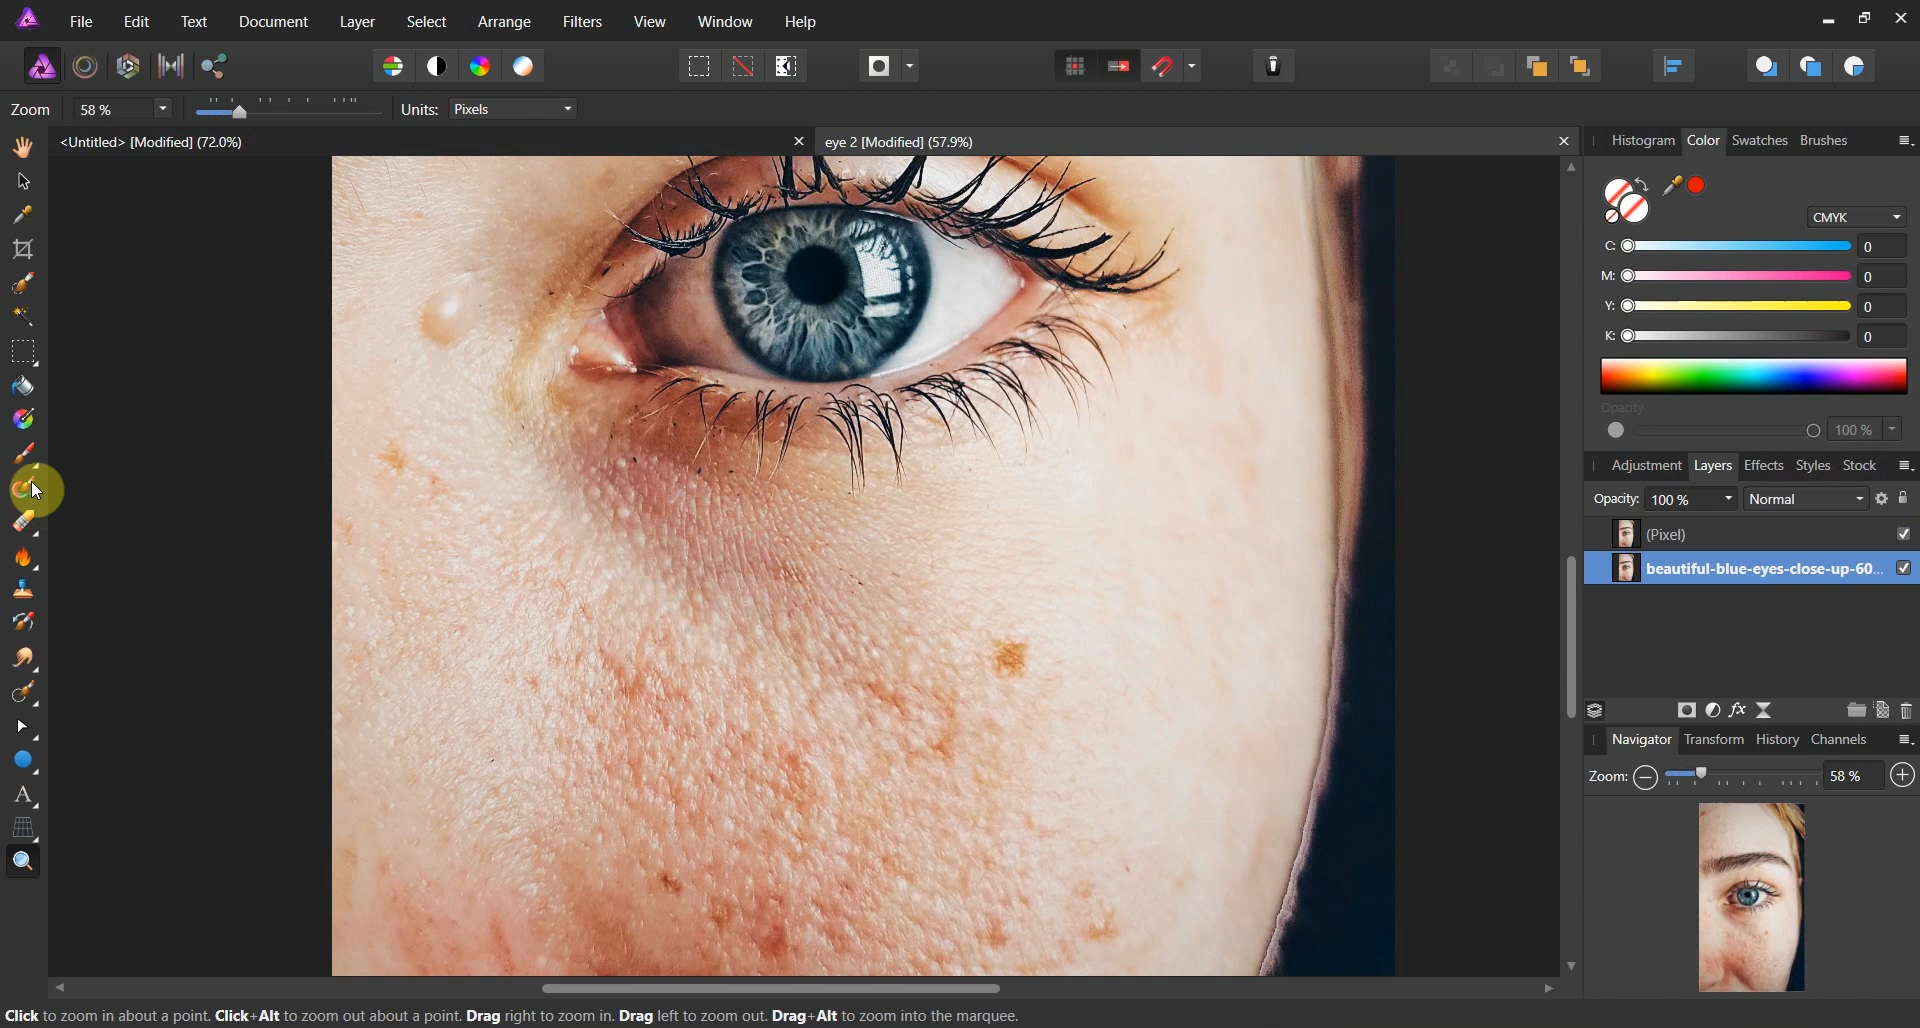 File Edit Text Document Layer Select Arrange Filters View Window Help
Zoom 58 % Units: Pixels
<Untitled> [Modified] (72.0%) eye 2 [Modified] (57.9%)
Histogram Color Swatches Brushes
CMYK
C: 0
M: 0
Y: 0
K: 0
Opacity
100 %
Adjustment Layers Effects Styles Stock
Opacity: 100 % Normal
(Pixel)
beautiful-blue-eyes-close-up-60...
fx
Navigator Transform History Channels
Zoom: 58 %
Click to zoom in about a point. Click+Alt to zoom out about a point. Drag right to zoom in. Drag left to zoom out. Drag+Alt to zoom into the marquee.